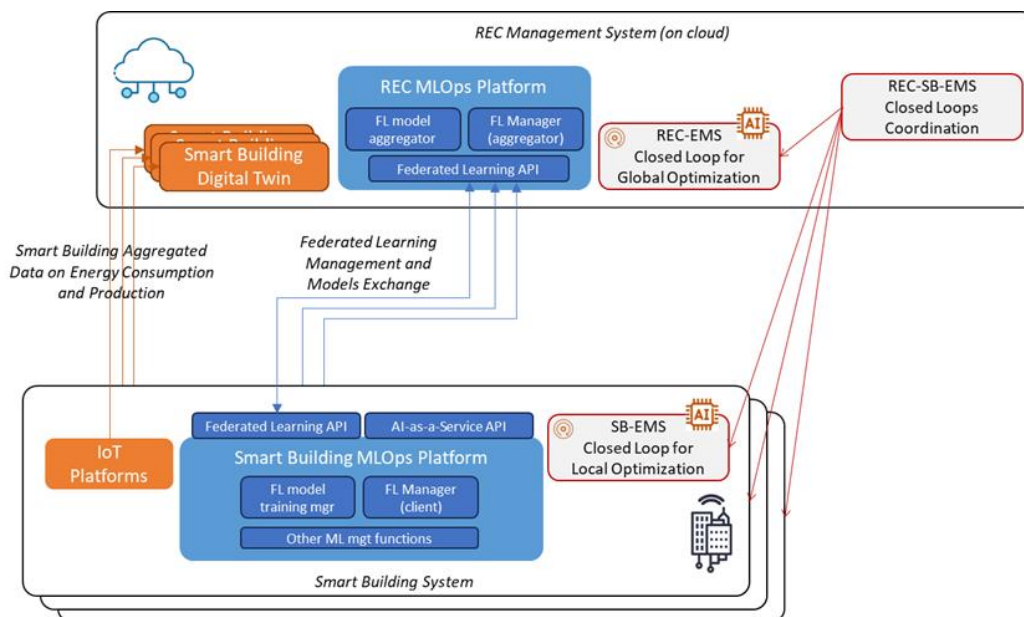 REC Management System (on cloud)
REC MLOps Platform
FL model
aggregator
FL Manager
(aggregator)
Federated Learning API
Smart Building
Digital Twin
AI
REC-EMS
Closed Loop for
Global Optimization
REC-SB-EMS
Closed Loops
Coordination
Smart Building Aggregated
Data on Energy Consumption
and Production
Federated Learning
Management and
Models Exchange
IoT
Platforms
Federated Learning API
AI-as-a-Service API
Smart Building MLOps Platform
FL model
training mgr
FL Manager
(client)
Other ML mgt functions
AI
SB-EMS
Closed Loop for
Local Optimization
Smart Building System